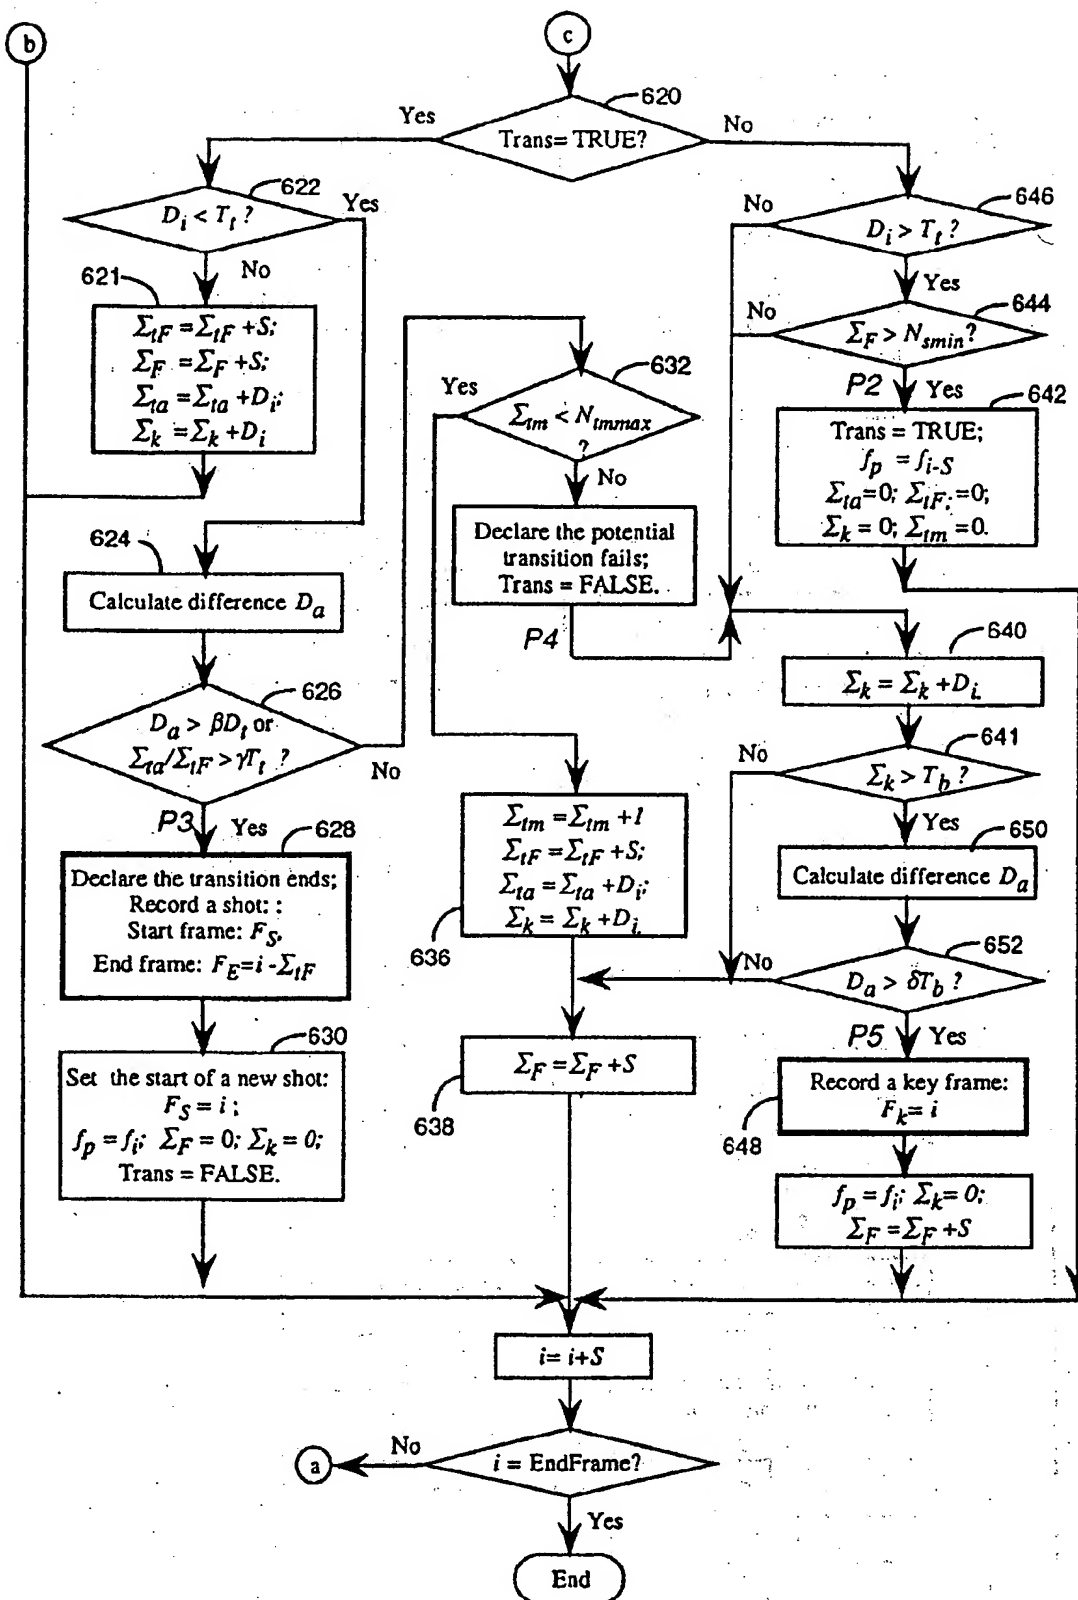 b
c
620
Yes
Trans= TRUE?
No
622
D_i < T_t ?
Yes
No
646
D_i > T_t ?
No
Yes
621
Σ_tF = Σ_tF + S;
Σ_F = Σ_F + S;
Σ_ta = Σ_ta + D_i;
Σ_k = Σ_k + D_i
644
No
Σ_F > N_smin?
P2
Yes
632
Yes
Σ_tm < N_tmmax
?
No
642
Trans = TRUE;
f_p = f_i-S
Σ_ta=0; Σ_tF;=0;
Σ_k = 0; Σ_tm =0.
Declare the potential
transition fails;
Trans = FALSE.
P4
624
Calculate difference D_a
640
Σ_k = Σ_k + D_i.
626
D_a > βD_t or
Σ_ta/Σ_tF > γT_t ?
No
P3
Yes
641
No
Σ_k > T_b ?
Yes
628
Declare the transition ends;
Record a shot: :
Start frame: F_S,
End frame: F_E=i -Σ_tF
Σ_tm = Σ_tm +1
Σ_tF = Σ_tF + S;
Σ_ta = Σ_ta + D_i;
Σ_k = Σ_k + D_i.
636
650
Calculate difference D_a
652
No
D_a > δT_b ?
P5
Yes
630
Set the start of a new shot:
F_S = i ;
f_p = f_i; Σ_F = 0; Σ_k = 0;
Trans = FALSE.
Σ_F = Σ_F + S
638
Record a key frame:
F_k= i
648
f_p = f_i; Σ_k= 0;
Σ_F = Σ_F + S
i= i+S
a
No
i = EndFrame?
Yes
End